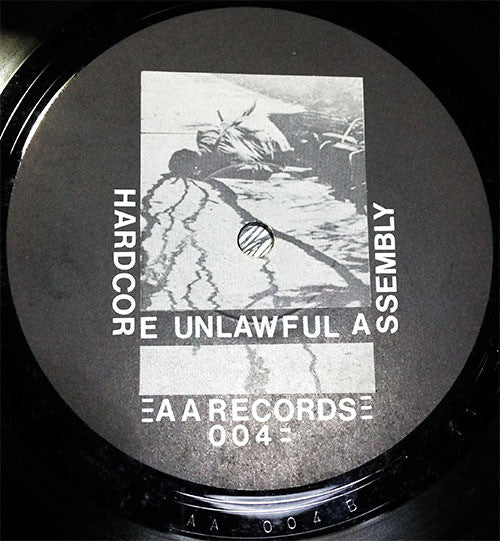 HARDCORE UNLAWFUL ASSEMBLY
AA RECORDS
004
AA 004 B